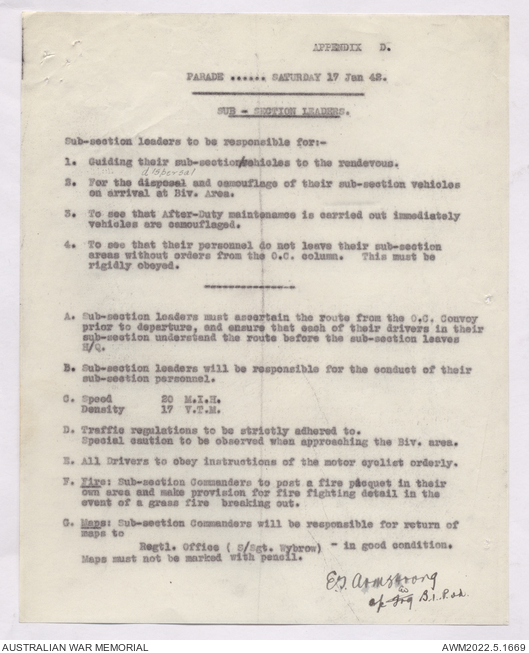 APPENDIX D.
PARADE ...... SATURDAY 17 Jan 42.
SUB - SECTION LEADERS.
Sub-section leaders to be responsible for:-
1. Guiding their sub-section/vehicles to the rendevous.
dispersal
2. For the disposal and camouflage of their sub-section vehicles
on arrival at Biv. Area.
3. To see that After-Duty maintenance is carried out immediately
vehicles are camouflaged.
4. To see that their personnel do not leave their sub-section
areas without orders from the O.C. column. This must be
rigidly obeyed.
A. Sub-section leaders must ascertain the route from the O.C. Convoy
prior to departure, and ensure that each of their drivers in their
sub-section understand the route before the sub-section leaves
H/Q.
B. Sub-section leaders will be responsible for the conduct of their
sub-section personnel.
C. Speed 20 M.I.H.
Density 17 V.T.M.
D. Traffic regulations to be strictly adhered to.
Special caution to be observed when approaching the Biv. area.
E. All Drivers to obey instructions of the motor cyclist orderly.
F. Fire: Sub-section Commanders to post a fire picquet in their
own area and make provision for fire fighting detail in the
event of a grass fire breaking out.
G. Maps: Sub-section Commanders will be responsible for return of
maps to
Regtl. Office ( S/Sgt. Wybrow) - in good condition.
Maps must not be marked with pencil.
E.J. Armstrong
AUSTRALIAN WAR MEMORIAL
AWM2022.5.1669